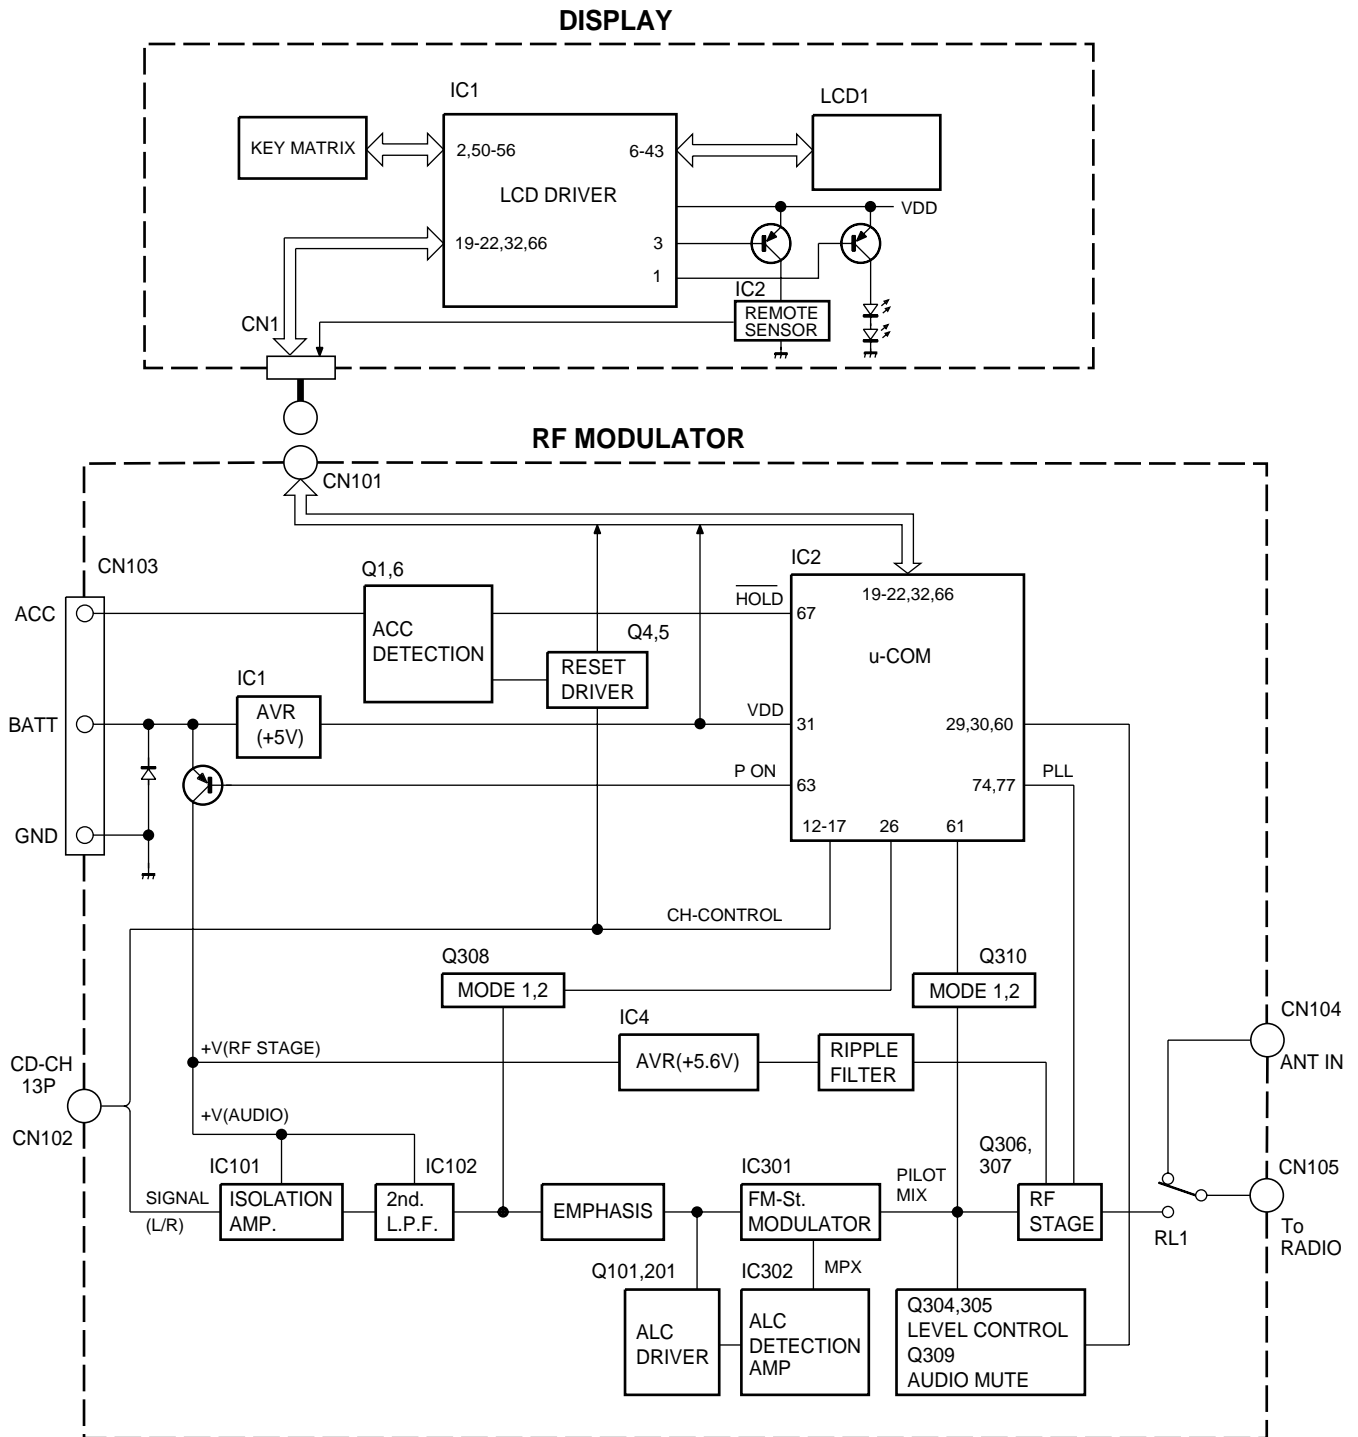 DISPLAY
IC1
LCD1
KEY MATRIX
2,50-56
6-43
LCD DRIVER
VDD
19-22,32,66
3
1
IC2
REMOTE
SENSOR
CN1
RF MODULATOR
CN101
CN103
Q1,6
IC2
ACC
ACC
DETECTION
HOLD
67
19-22,32,66
u-COM
Q4,5
RESET
DRIVER
IC1
BATT
AVR
(+5V)
VDD
31
29,30,60
P ON
63
74,77
PLL
GND
12-17
26
61
CH-CONTROL
Q308
MODE 1,2
Q310
MODE 1,2
CN104
ANT IN
IC4
+V(RF STAGE)
AVR(+5.6V)
RIPPLE
FILTER
CD-CH
13P
CN102
+V(AUDIO)
IC101
IC102
IC301
PILOT
MIX
Q306,
307
CN105
SIGNAL
(L/R)
ISOLATION
AMP.
2nd.
L.P.F.
EMPHASIS
FM-St.
MODULATOR
RF
STAGE
RL1
To
RADIO
Q101,201
IC302
MPX
ALC
DRIVER
ALC
DETECTION
AMP
Q304,305
LEVEL CONTROL
Q309
AUDIO MUTE